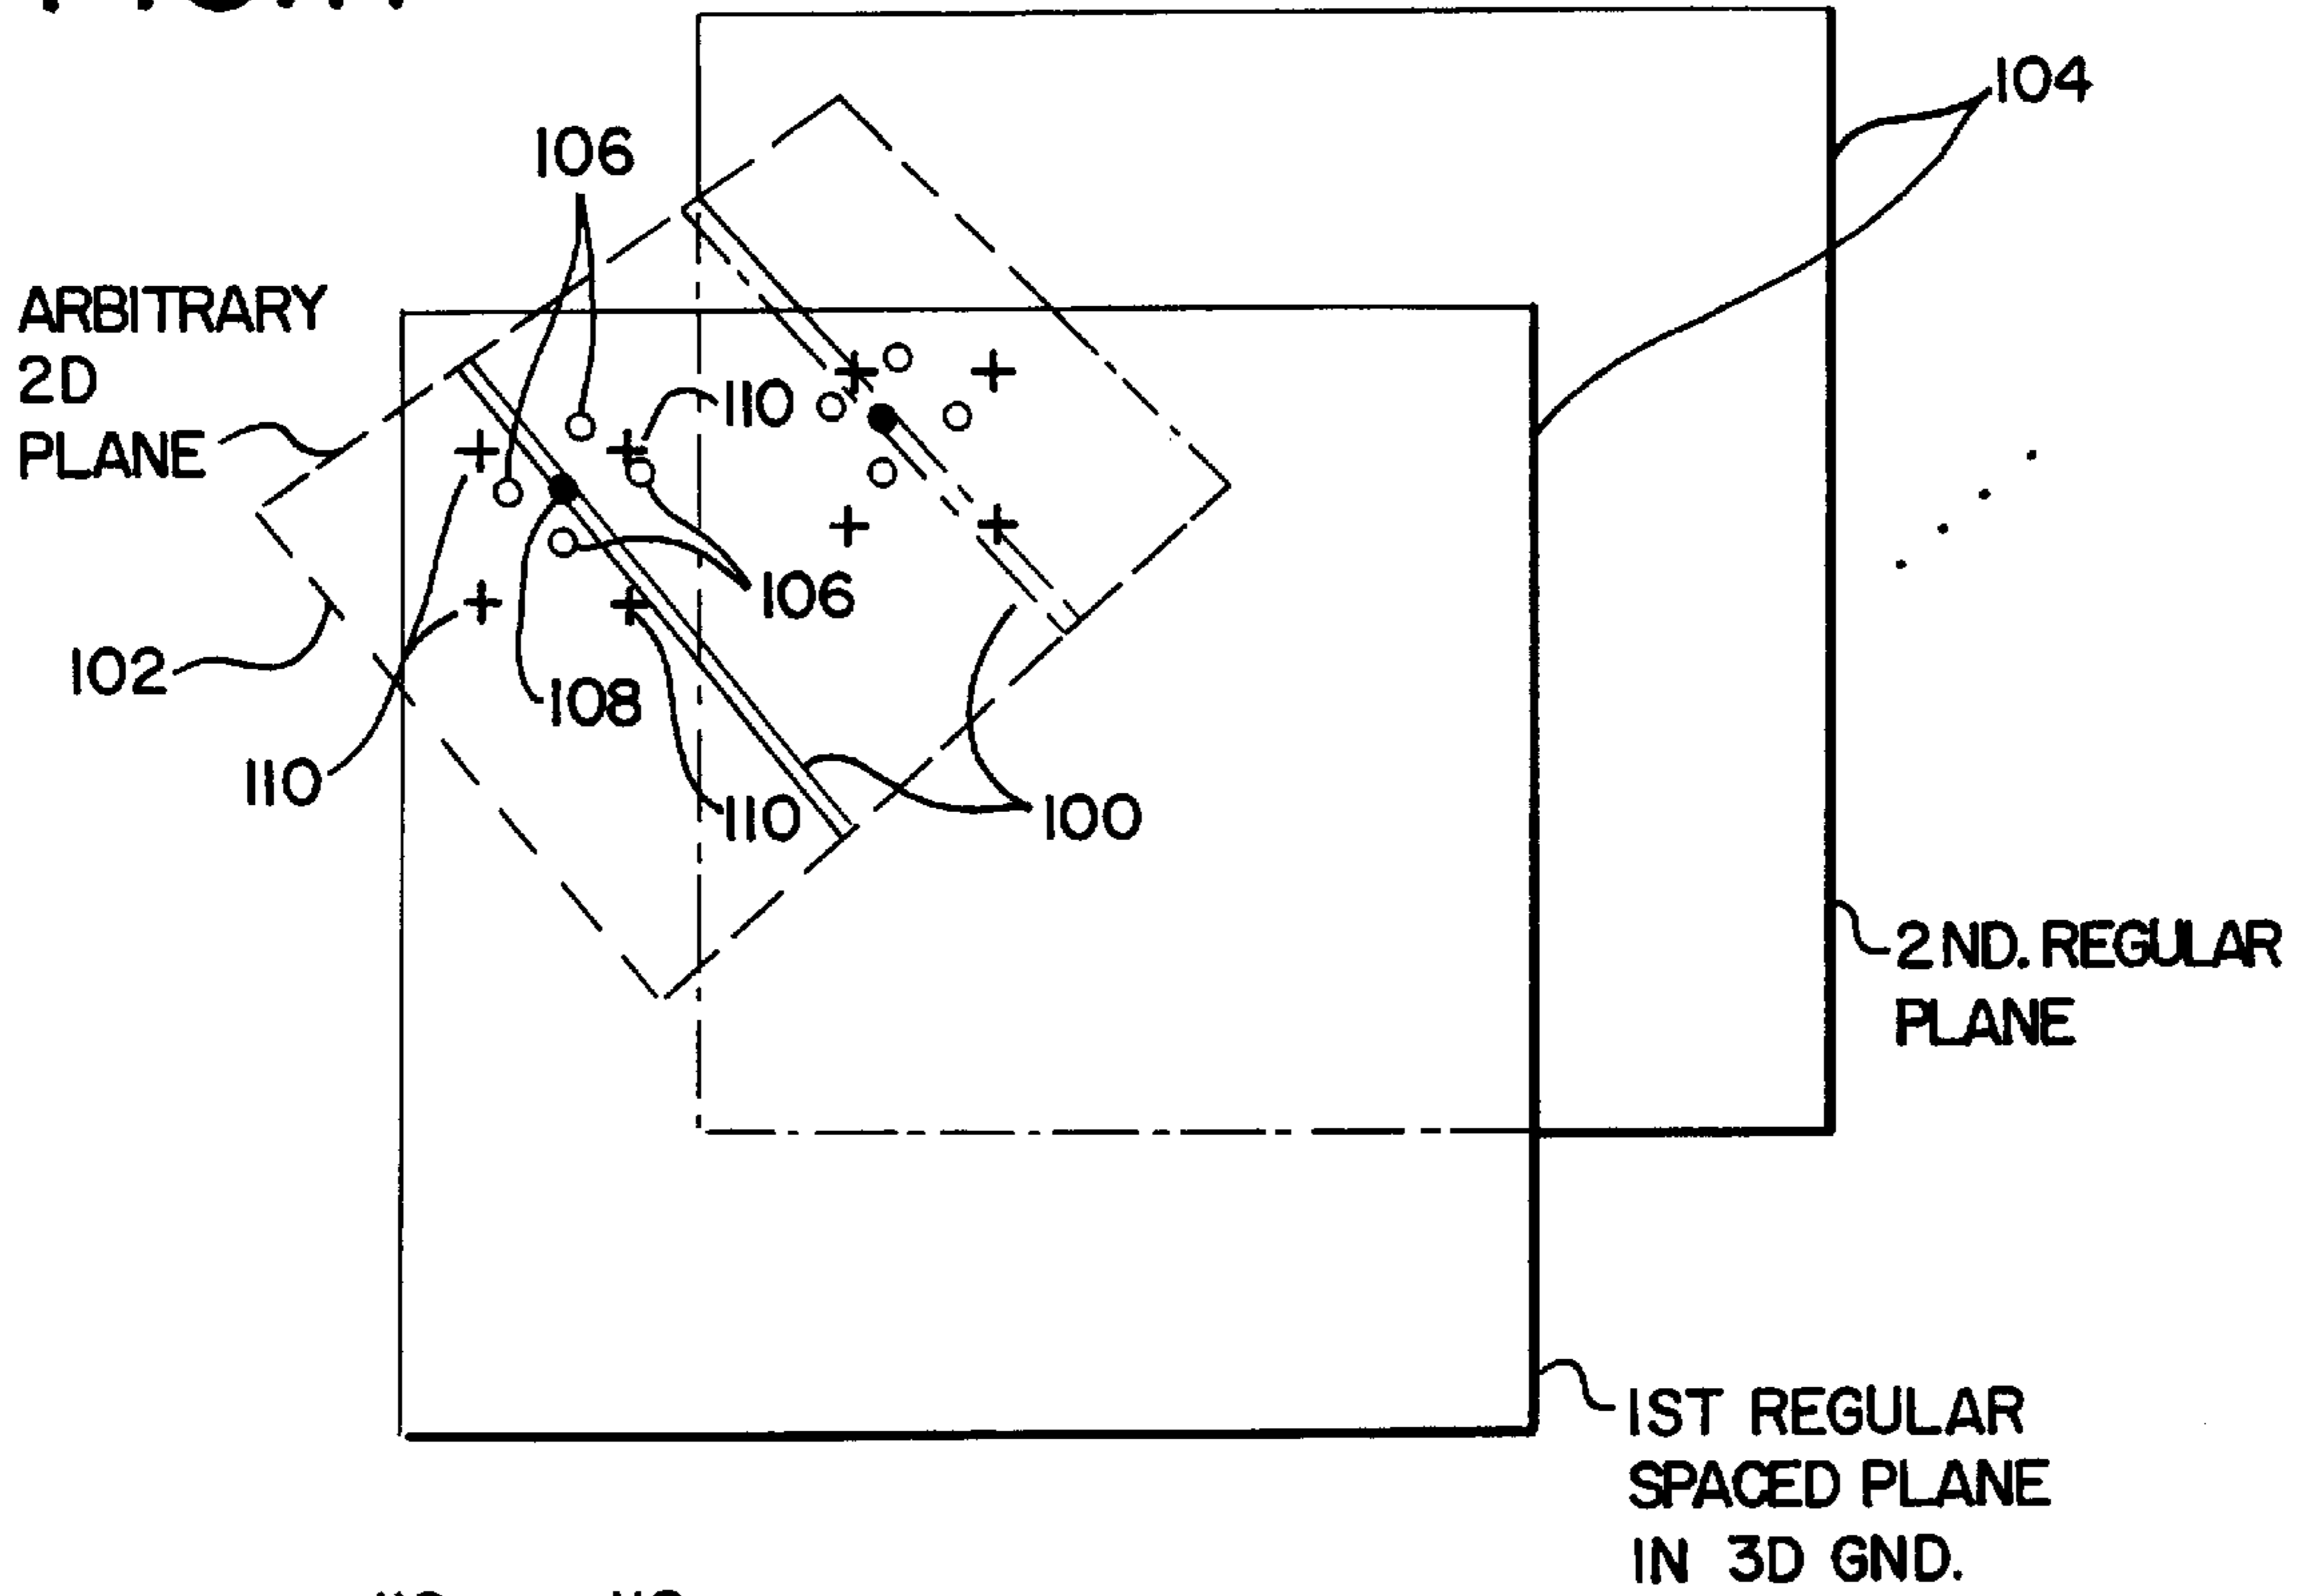 104
106
ARBITRARY
2D
PLANE
110
106
102
108
110
110
100
2ND. REGULAR
PLANE
1ST REGULAR
SPACED PLANE
IN 3D GND.